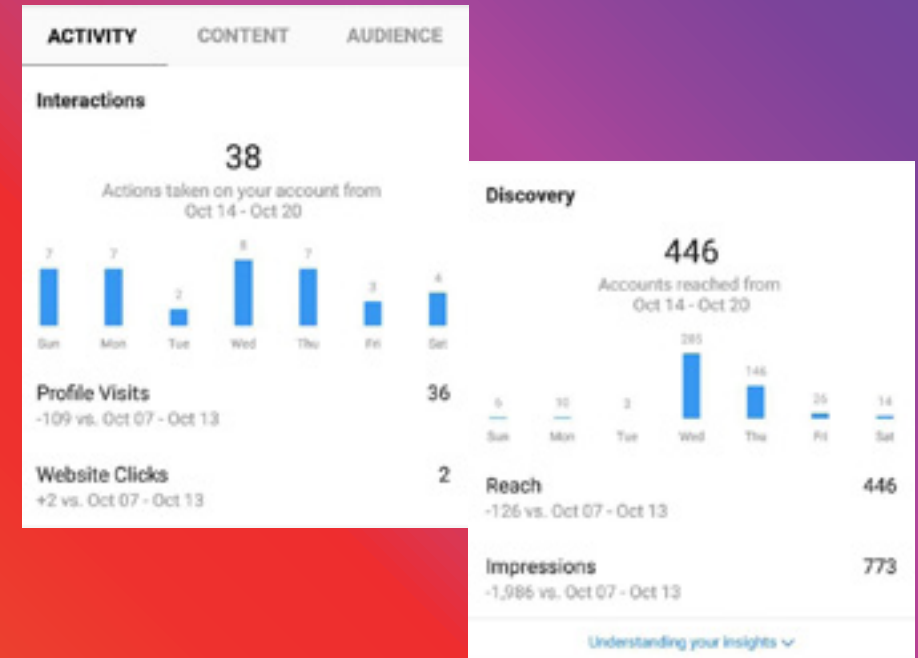 ACTIVITY CONTENT AUDIENCE
Interactions
38
Actions taken on your account from
Oct 14 - Oct 20
7 7 2 8 7 3 4
Sun Mon Tue Wed Thu Fri Sat
Profile Visits 36
-109 vs. Oct 07 - Oct 13
Website Clicks 2
+2 vs. Oct 07 - Oct 13
Discovery
446
Accounts reached from
Oct 14 - Oct 20
285 146 26 14
Sun Mon Tue Wed Thu Fri Sat
Reach 446
-126 vs. Oct 07 - Oct 13
Impressions 773
-1,986 vs. Oct 07 - Oct 13
Understanding your insights